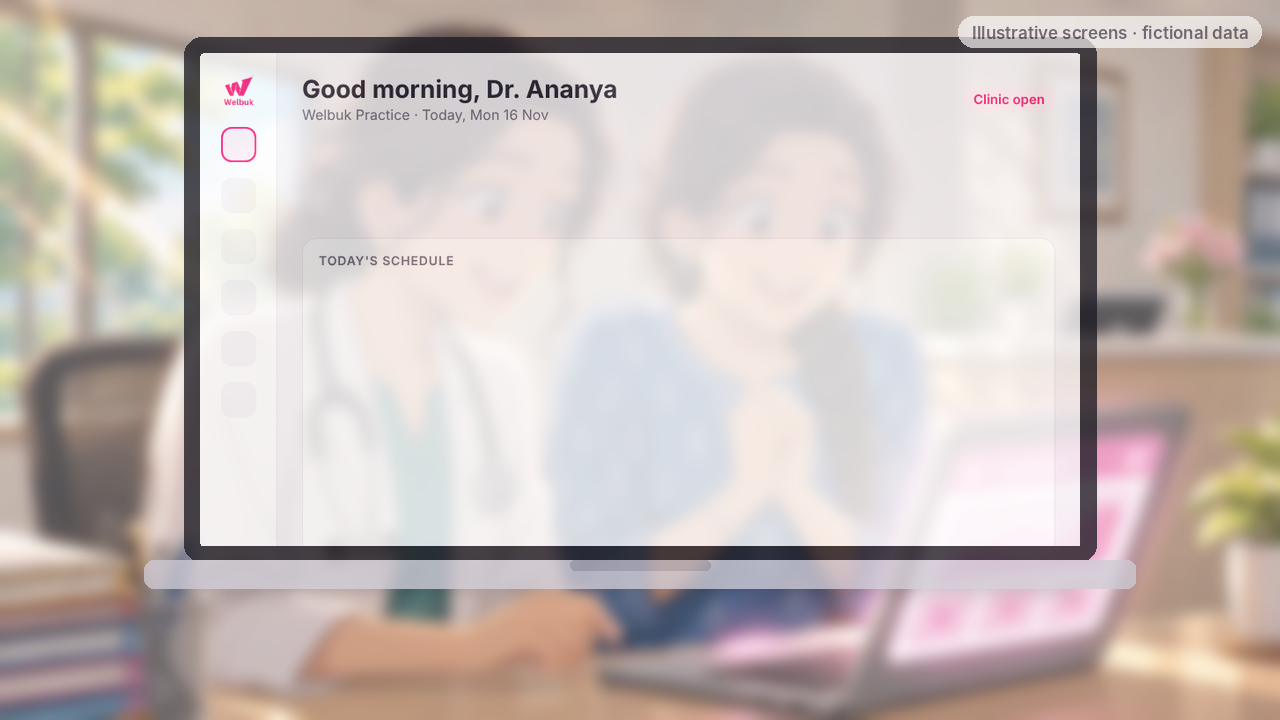 Illustrative screens · fictional data
Welbuk
Good morning, Dr. Ananya
Welbuk Practice · Today, Mon 16 Nov
Clinic open
TODAY'S SCHEDULE